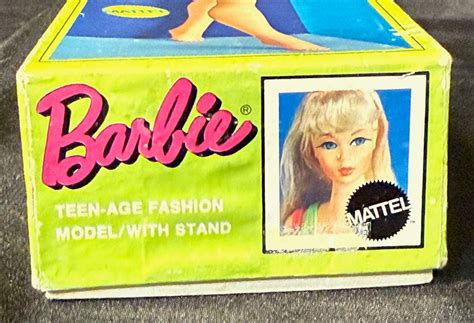 MATTEL
Barbie®
TEEN-AGE FASHION
MODEL/WITH STAND
MATTEL